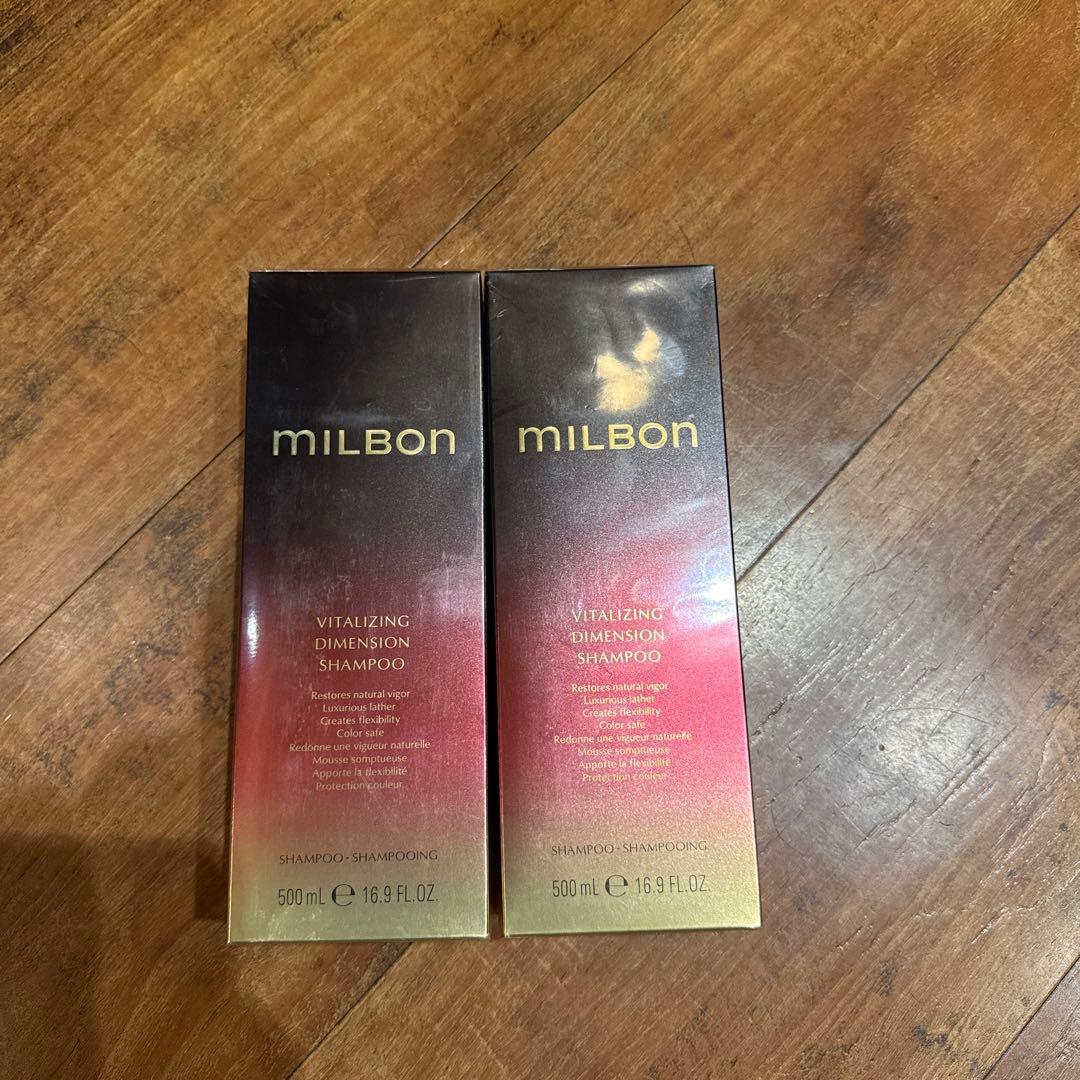 mILBon
VITALIZING
DIMENSION
SHAMPOO
Restores natural vigor
Luxurious lather
Creates flexibility
Color safe
Redonne une vigueur naturelle
Mousse somptueuse
Apporte la flexibilité
Protection couleur
SHAMPOO · SHAMPOOING
500 mL ℮ 16.9 FL.OZ.
mILBon
VITALIZING
DIMENSION
SHAMPOO
Restores natural vigor
Luxurious lather
Creates flexibility
Color safe
Redonne une vigueur naturelle
Mousse somptueuse
Apporte la flexibilité
Protection couleur
SHAMPOO · SHAMPOOING
500 mL ℮ 16.9 FL.OZ.